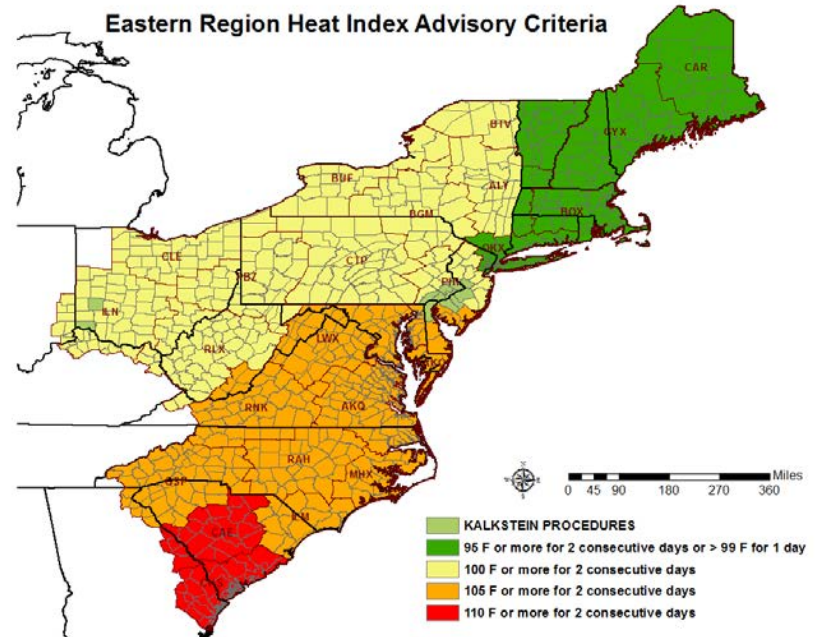 Eastern Region Heat Index Advisory Criteria
CAR
BTV
GYX
BUF
ALY
BGM
BOX
OKX
CLE
CTP
BZ
PHI
ILN
LWX
RLX
RNK
AKQ
RAH
MHX
GSP
CAE
Miles
0 45 90 180 270 360
KALKSTEIN PROCEDURES
95 F or more for 2 consecutive days or > 99 F for 1 day
100 F or more for 2 consecutive days
105 F or more for 2 consecutive days
110 F or more for 2 consecutive days